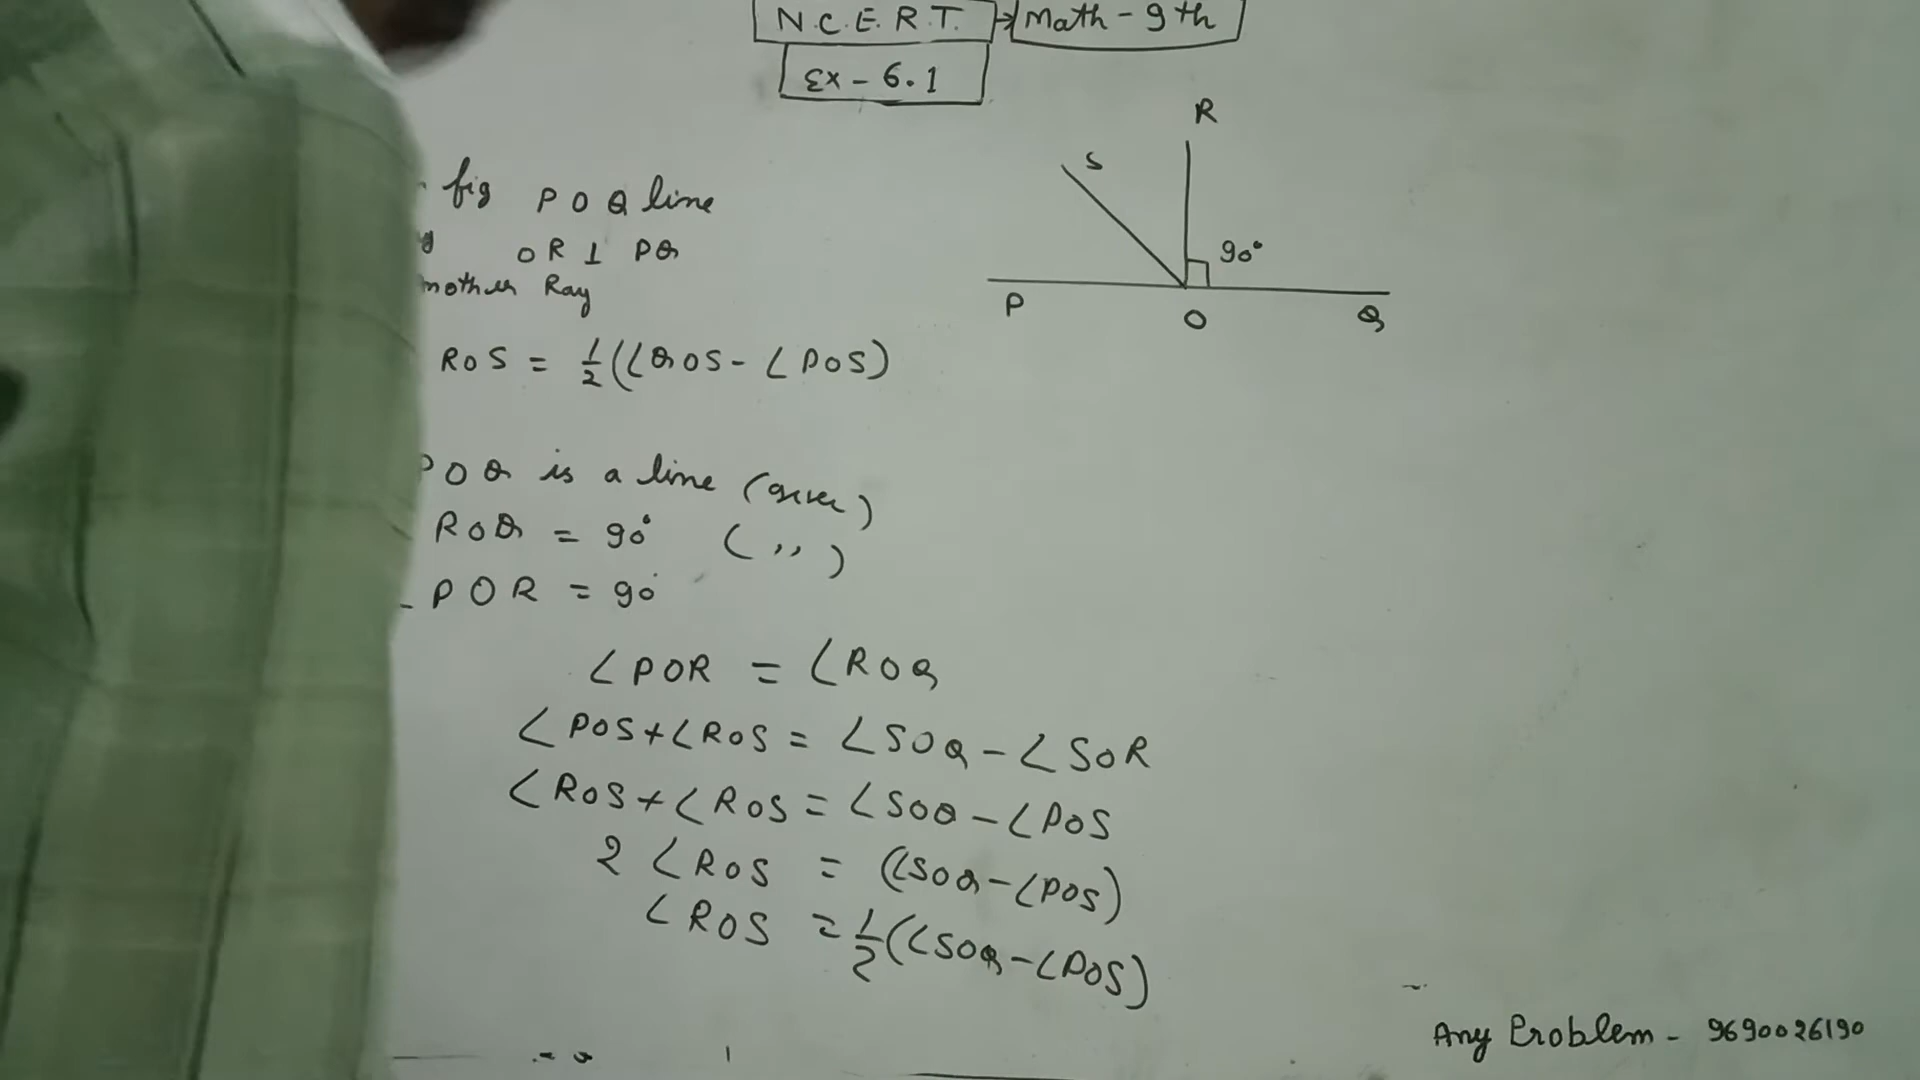 N.C.E.R.T. → Math - 9th
Ex - 6.1
R
S
90°
P
O
Q
fig POQ line
OR ⊥ PQ
Ray
ROS = 1/2 (∠QOS - ∠POS)
POQ is a line (given)
ROQ = 90° ( ,, )
POR = 90°
∠POR = ∠ROQ
∠POS + ∠ROS = ∠SOQ - ∠SOR
∠ROS + ∠ROS = ∠SOQ - ∠POS
2 ∠ROS = (∠SOQ - ∠POS)
∠ROS = 1/2 (∠SOQ - ∠POS)
Any Problem - 9690026190